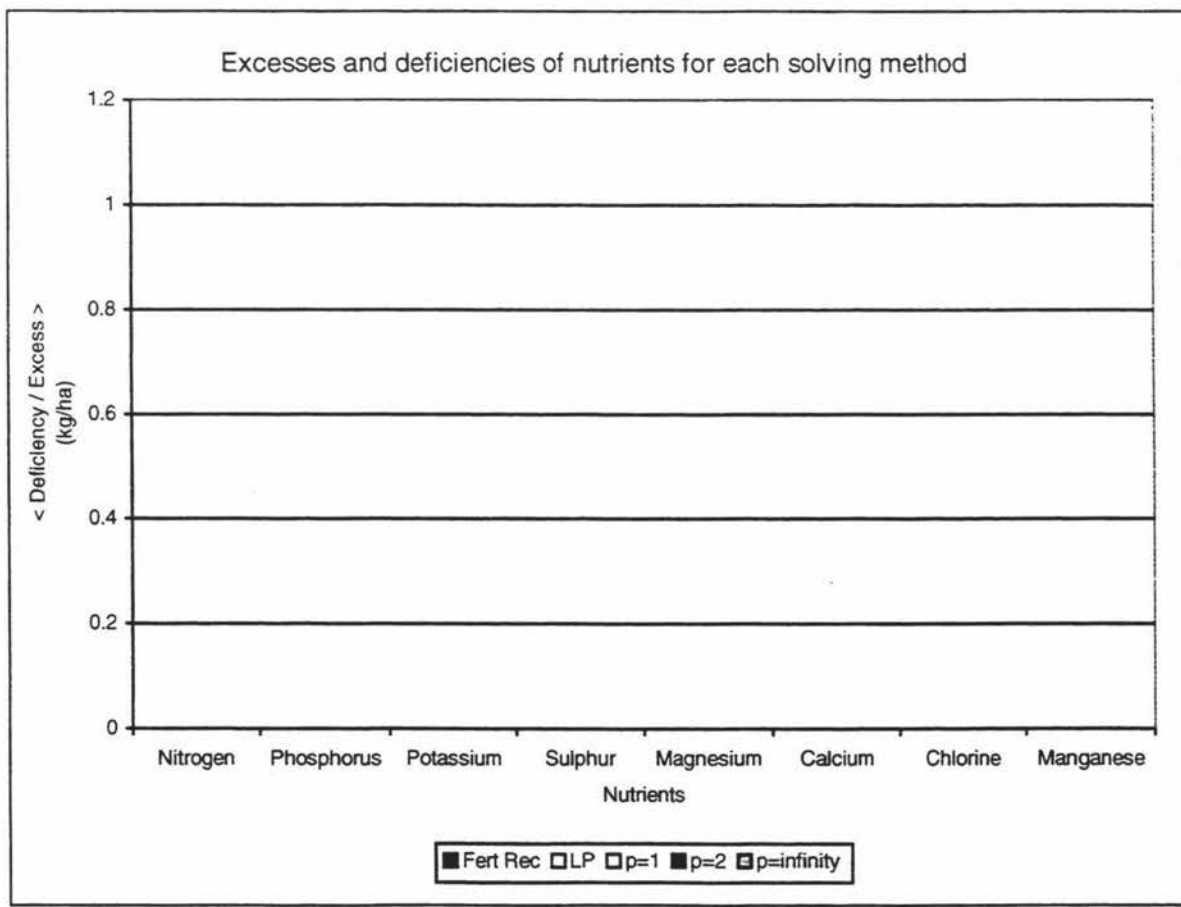 Excesses and deficiencies of nutrients for each solving method
1.2
1
0.8
0.6
0.4
0.2
0
< Deficiency / Excess >
(kg/ha)
Nitrogen Phosphorus Potassium Sulphur Magnesium Calcium Chlorine Manganese
Nutrients
Fert Rec LP p=1 p=2 p=infinity